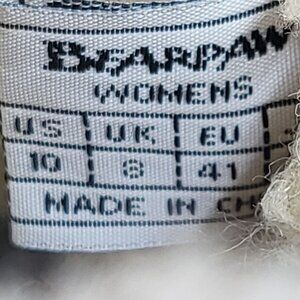 BEARPAW
WOMENS
US UK EU
10 8 41
MADE IN CH